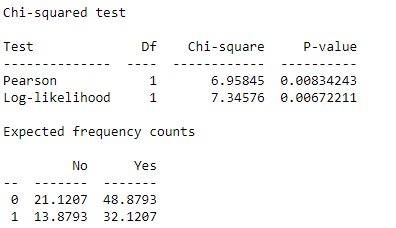 Chi-squared test
Test Df Chi-square P-value
-------------- ---- ------------ ----------
Pearson 1 6.95845 0.00834243
Log-likelihood 1 7.34576 0.00672211
Expected frequency counts
No Yes
-- ------- -------
0 21.1207 48.8793
1 13.8793 32.1207